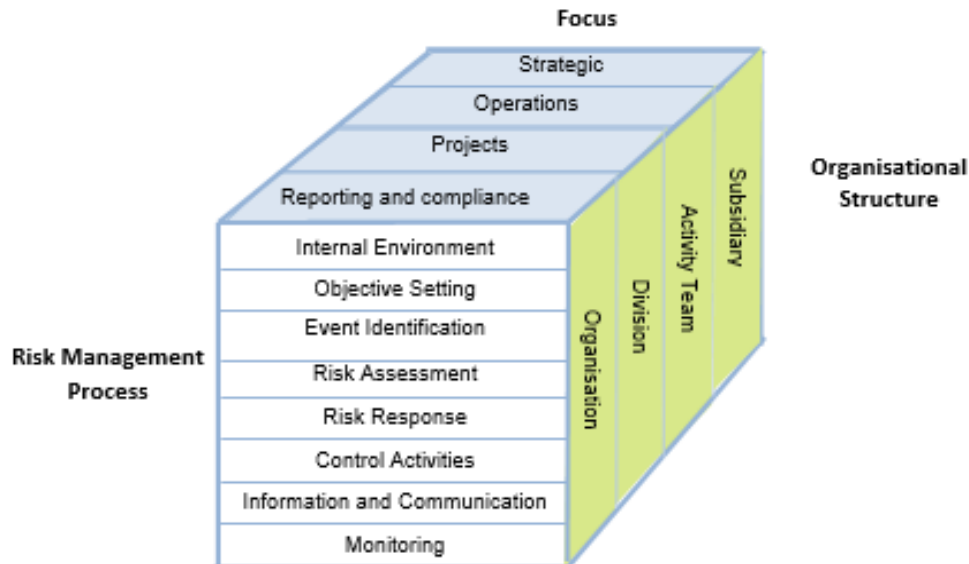 Focus
Strategic
Operations
Projects
Reporting and compliance
Internal Environment
Objective Setting
Event Identification
Risk Assessment
Risk Response
Control Activities
Information and Communication
Monitoring
Risk Management
Process
Organisation
Division
Activity Team
Subsidiary
Organisational
Structure